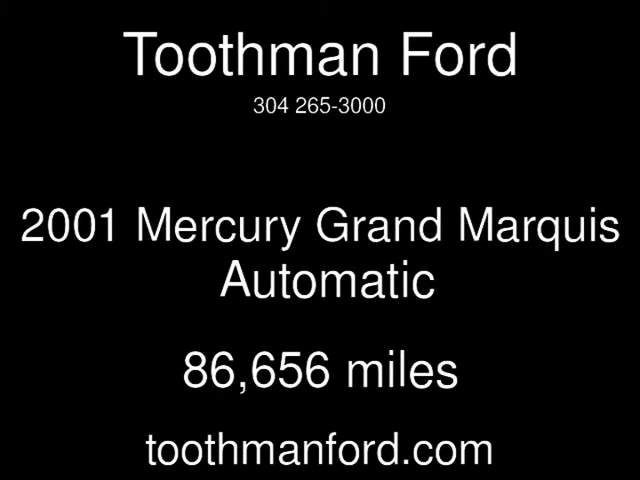 Toothman Ford
304 265-3000
2001 Mercury Grand Marquis
Automatic
86,656 miles
toothmanford.com